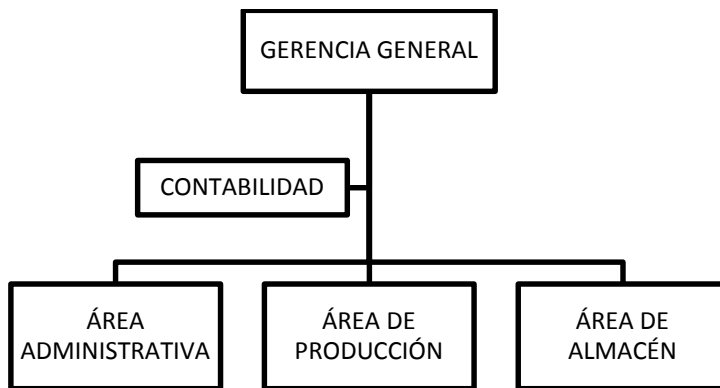 GERENCIA GENERAL
CONTABILIDAD
ÁREA
ADMINISTRATIVA
ÁREA DE
PRODUCCIÓN
ÁREA DE
ALMACÉN